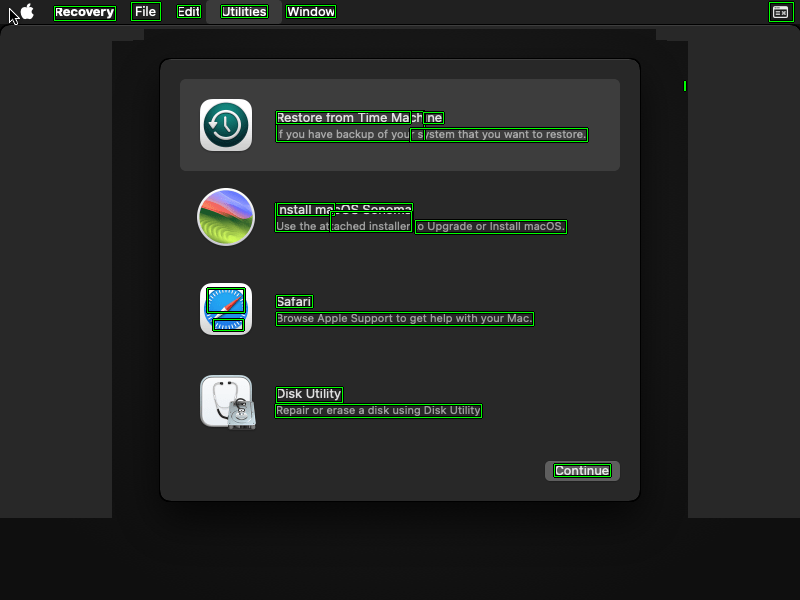 Recovery File Edit Utilities Window
Restore from Time Machine
If you have backup of your system that you want to restore.
Install macOS Sonoma
Use the attached installer to Upgrade or Install macOS.
Safari
Browse Apple Support to get help with your Mac.
Disk Utility
Repair or erase a disk using Disk Utility
Continue